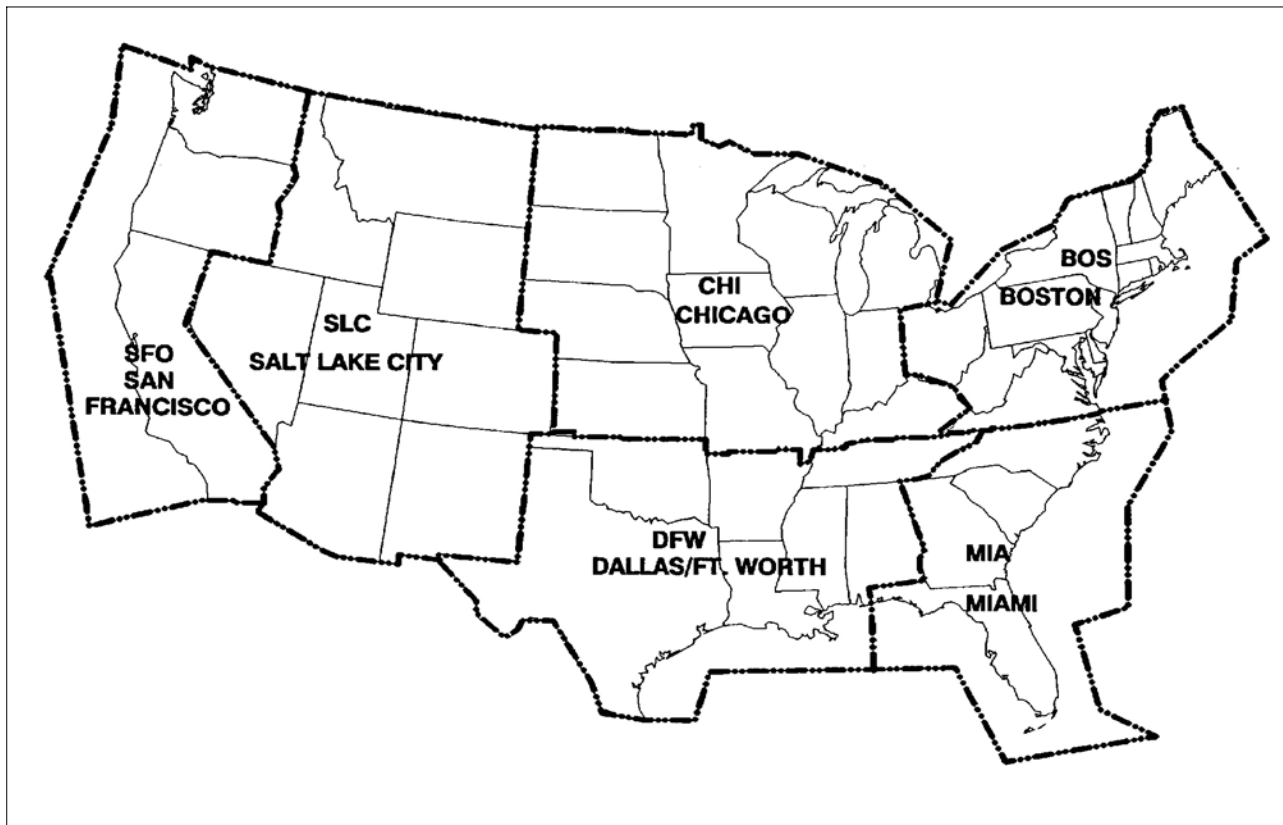 BOS
BOSTON
CHI
CHICAGO
SLC
SALT LAKE CITY
SFO
SAN
FRANCISCO
DFW
DALLAS/FT. WORTH
MIA
MIAMI